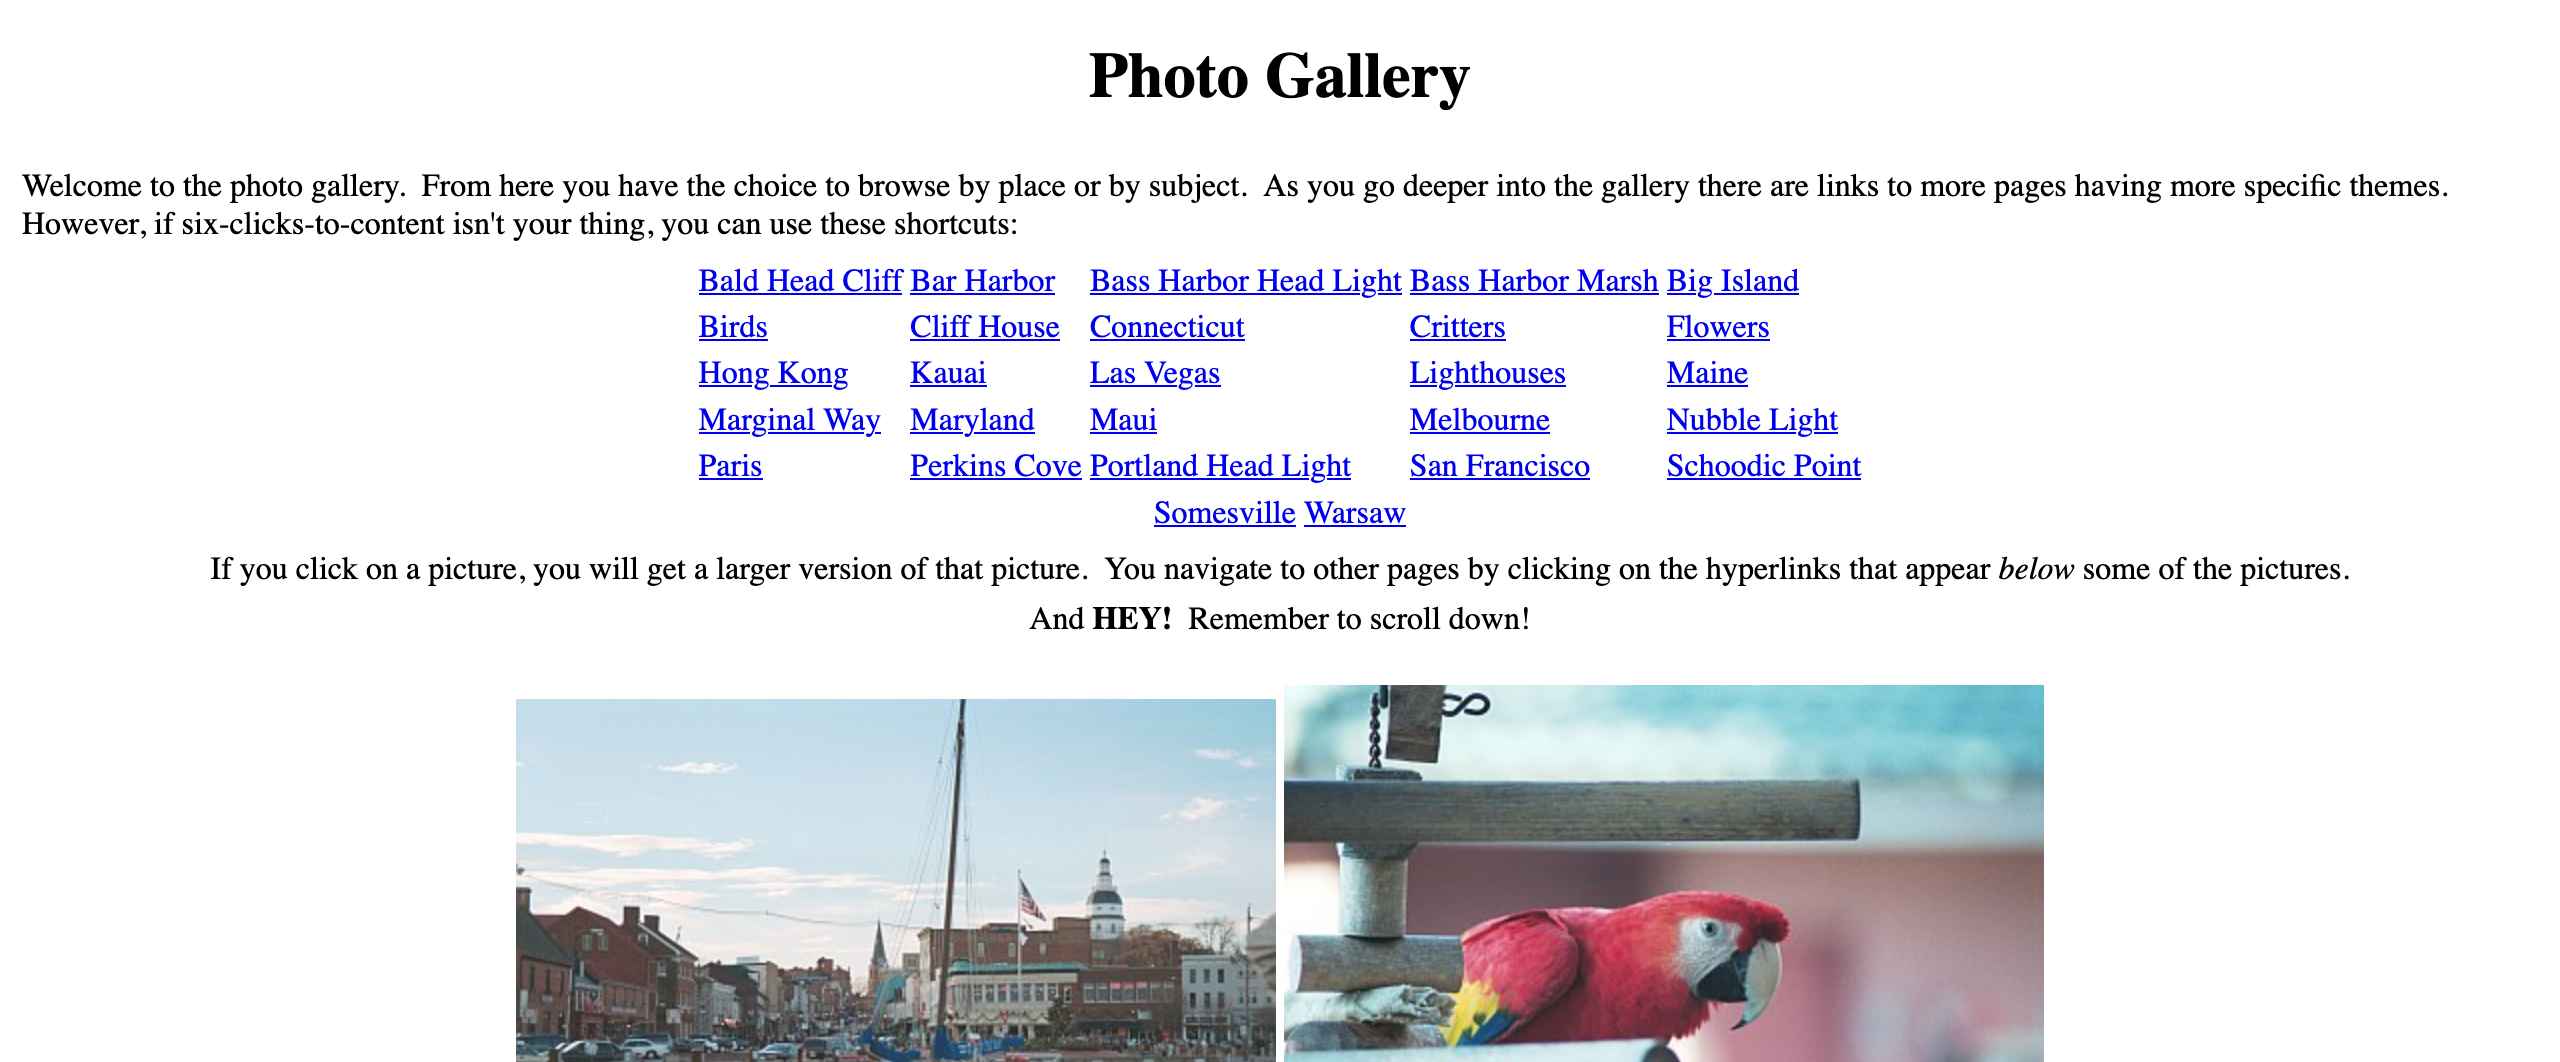 Photo Gallery
Welcome to the photo gallery.  From here you have the choice to browse by place or by subject.  As you go deeper into the gallery there are links to more pages having more specific themes.
However, if six-clicks-to-content isn't your thing, you can use these shortcuts:
Bald Head Cliff Bar Harbor Bass Harbor Head Light Bass Harbor Marsh Big Island
Birds Cliff House Connecticut Critters Flowers
Hong Kong Kauai Las Vegas Lighthouses Maine
Marginal Way Maryland Maui Melbourne Nubble Light
Paris Perkins Cove Portland Head Light San Francisco Schoodic Point
Somesville Warsaw
If you click on a picture, you will get a larger version of that picture.  You navigate to other pages by clicking on the hyperlinks that appear below some of the pictures.
And HEY!  Remember to scroll down!